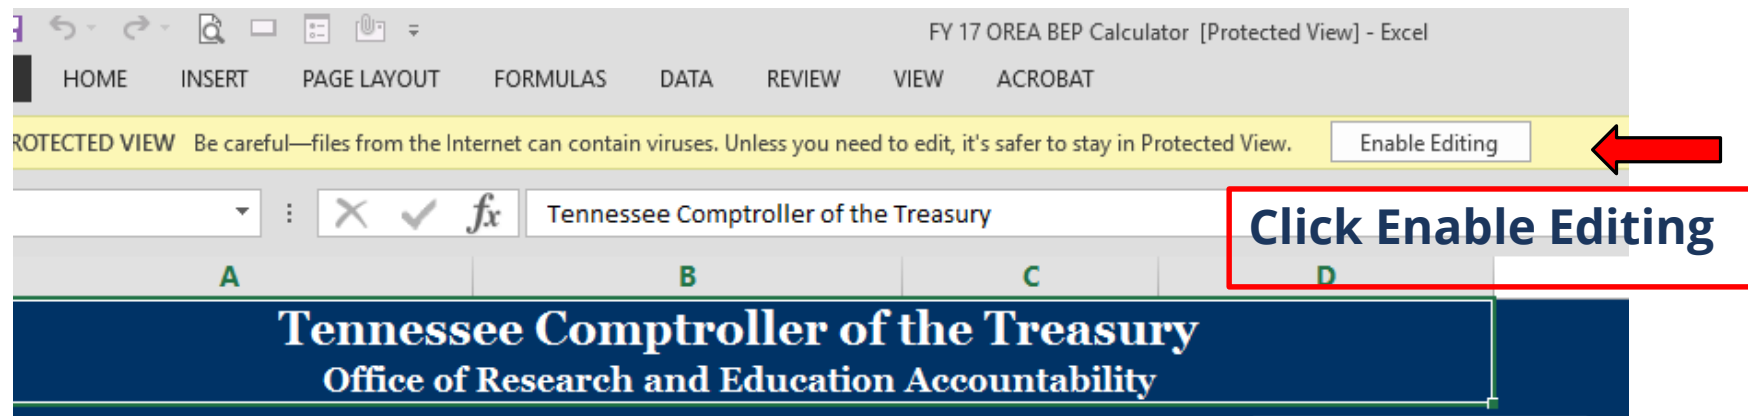 FY 17 OREA BEP Calculator [Protected View] - Excel
HOME INSERT PAGE LAYOUT FORMULAS DATA REVIEW VIEW ACROBAT
ROTECTED VIEW Be careful—files from the Internet can contain viruses. Unless you need to edit, it's safer to stay in Protected View. Enable Editing
fx Tennessee Comptroller of the Treasury
Click Enable Editing
A B C D
Tennessee Comptroller of the Treasury
Office of Research and Education Accountability